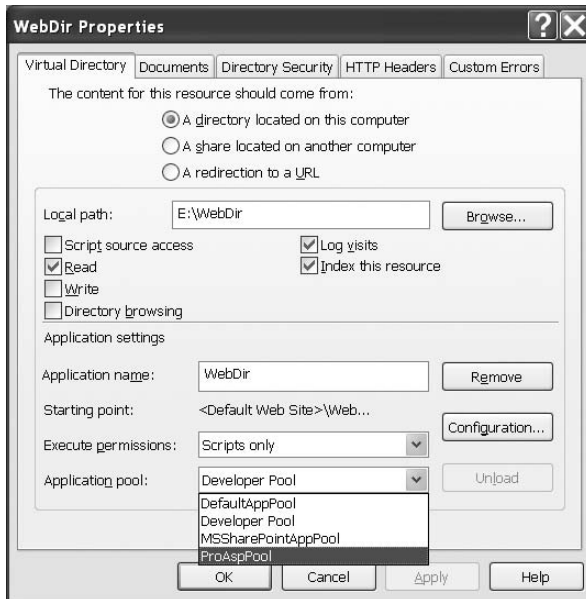 WebDir Properties
Virtual Directory Documents Directory Security HTTP Headers Custom Errors
The content for this resource should come from:
A directory located on this computer
A share located on another computer
A redirection to a URL
Local path: E:\WebDir Browse...
Script source access Log visits
Read Index this resource
Write
Directory browsing
Application settings
Application name: WebDir Remove
Starting point: <Default Web Site>\Web...
Configuration...
Execute permissions: Scripts only
Application pool: Developer Pool Unload
DefaultAppPool
Developer Pool
MSSharePointAppPool
ProAspPool
OK Cancel Apply Help